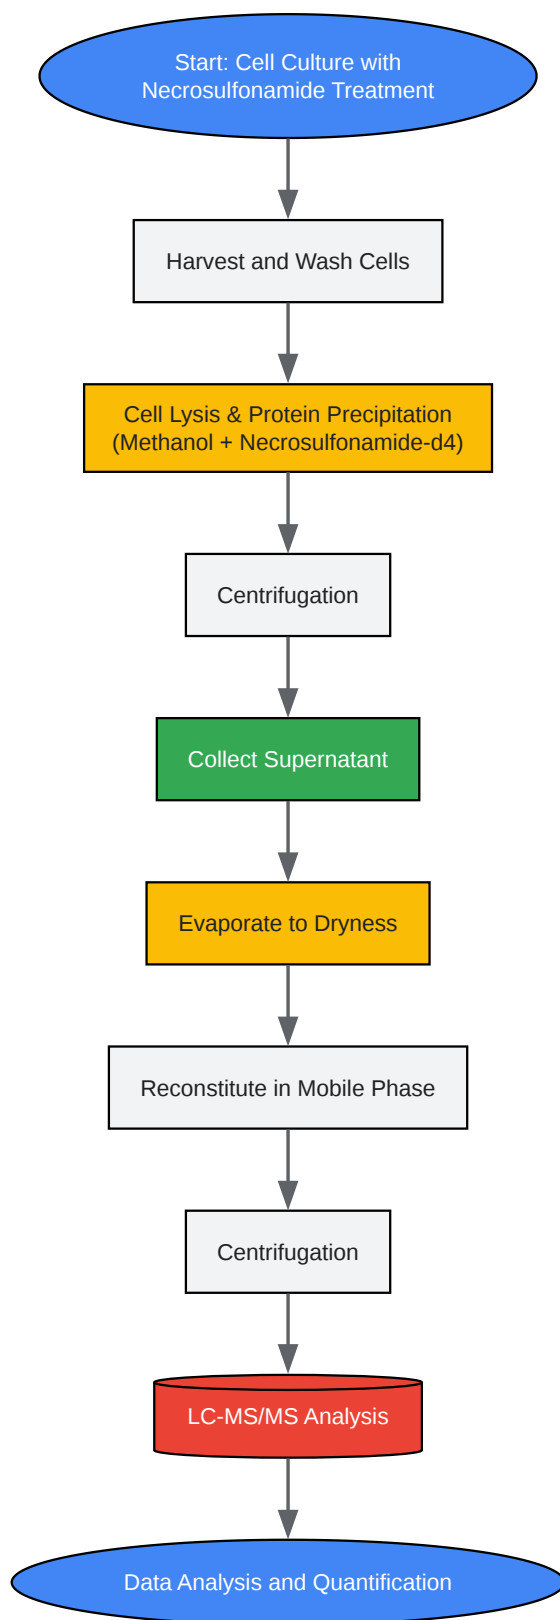 Start: Cell Culture with
Necrosulfonamide Treatment
Harvest and Wash Cells
Cell Lysis & Protein Precipitation
(Methanol + Necrosulfonamide-d4)
Centrifugation
Collect Supernatant
Evaporate to Dryness
Reconstitute in Mobile Phase
Centrifugation
LC-MS/MS Analysis
Data Analysis and Quantification